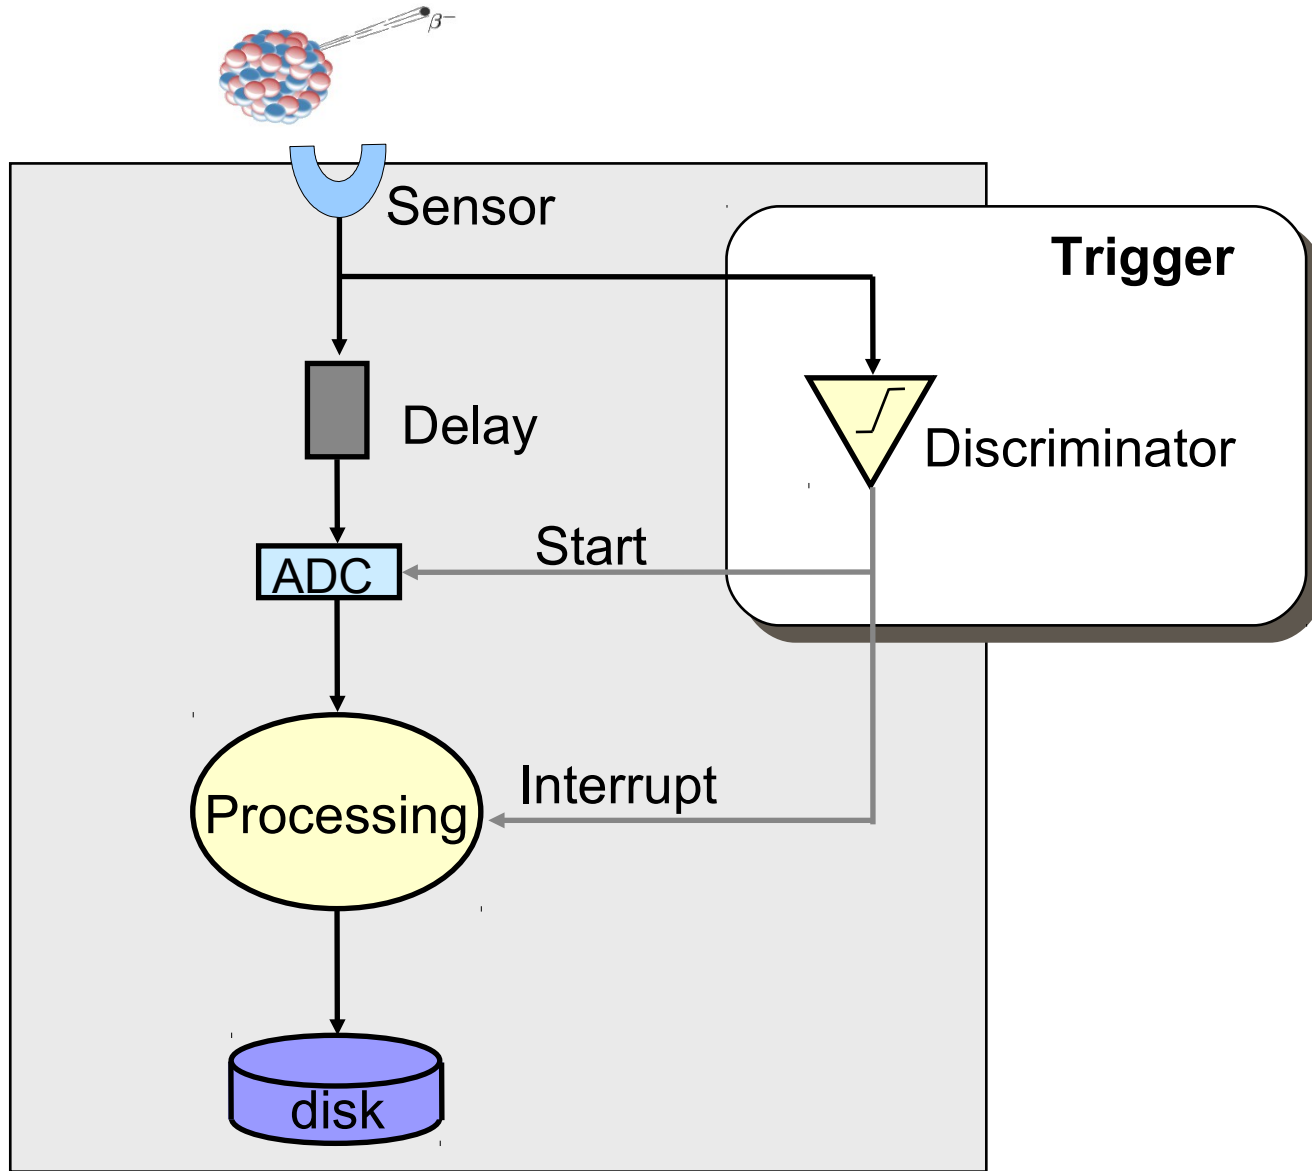 β⁻
Sensor
Trigger
Delay
Discriminator
Start
ADC
Interrupt
Processing
disk